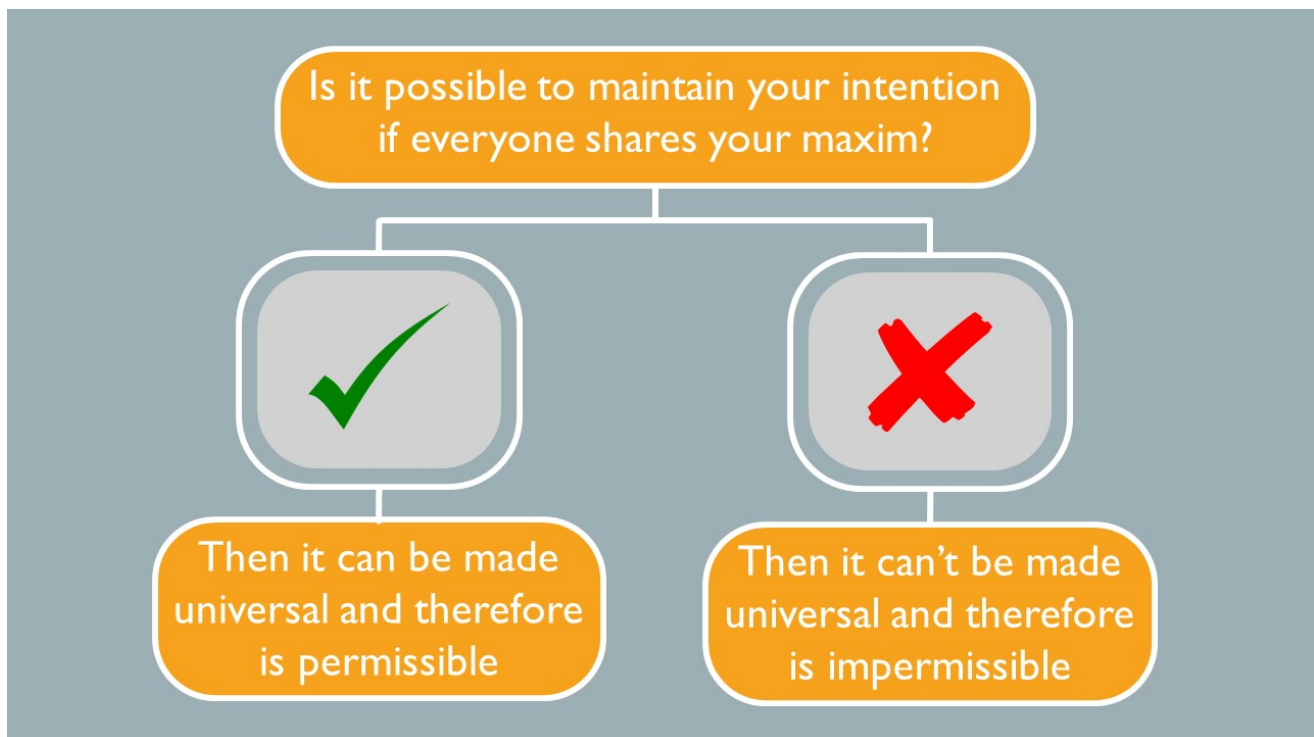 Is it possible to maintain your intention
if everyone shares your maxim?
Then it can be made
universal and therefore
is permissible
Then it can’t be made
universal and therefore
is impermissible